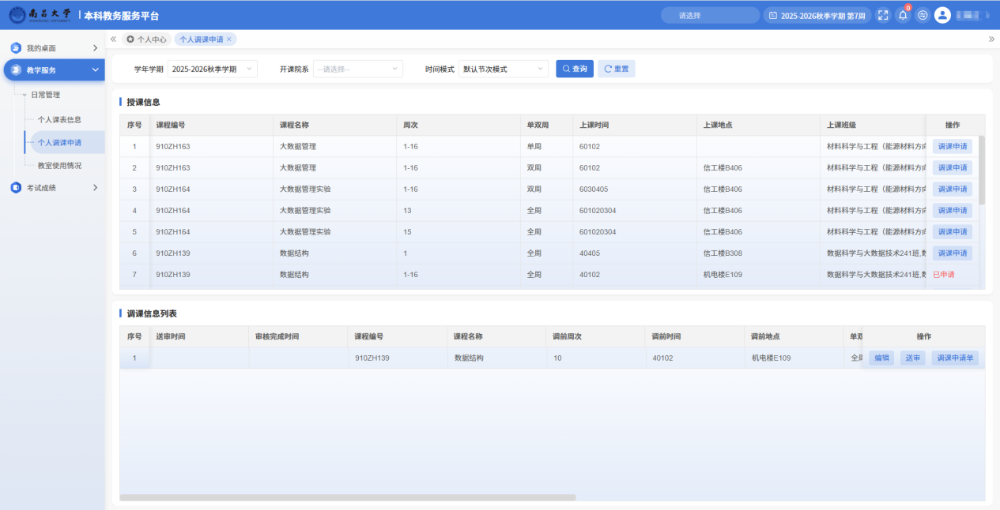 南昌大学 NANCHANG UNIVERSITY 本科教务服务平台 请选择 2025-2026秋季学期 第7周 0
我的桌面
教学服务
日常管理
个人课表信息
个人调课申请
教室使用情况
考试成绩
个人中心 个人调课申请 ×
学年学期 2025-2026秋季学期 开课院系 --请选择-- 时间模式 默认节次模式 查询 重置
授课信息
序号 课程编号 课程名称 周次 单双周 上课时间 上课地点 上课班级 操作
1 910ZH163 大数据管理 1-16 单周 60102 材料科学与工程（能源材料方向 调课申请
2 910ZH163 大数据管理 1-16 双周 60102 信工楼B406 材料科学与工程（能源材料方向 调课申请
3 910ZH164 大数据管理实验 1-16 双周 6030405 信工楼B406 材料科学与工程（能源材料方向 调课申请
4 910ZH164 大数据管理实验 13 全周 601020304 信工楼B406 材料科学与工程（能源材料方向 调课申请
5 910ZH164 大数据管理实验 15 全周 601020304 信工楼B406 材料科学与工程（能源材料方向 调课申请
6 910ZH139 数据结构 1 全周 40405 信工楼B308 数据科学与大数据技术241班,数 调课申请
7 910ZH139 数据结构 1-16 全周 40102 机电楼E109 数据科学与大数据技术241班,数 已申请
调课信息列表
序号 送审时间 审核完成时间 课程编号 课程名称 调前周次 调前时间 调前地点 单双 操作
1 910ZH139 数据结构 10 40102 机电楼E109 全周 编辑 送审 调课申请单